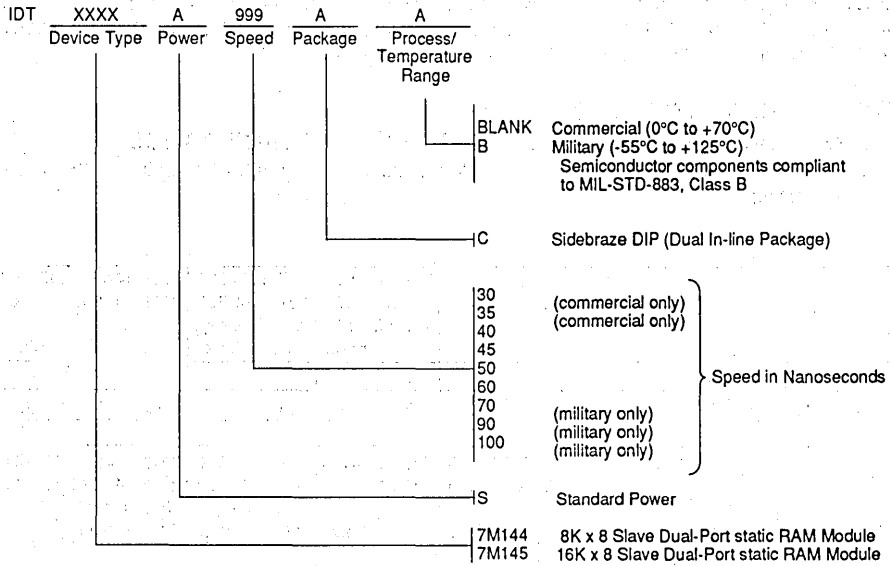 IDT XXXX A 999 A A
Device Type Power Speed Package Process/
Temperature
Range
BLANK Commercial (0°C to +70°C)
B Military (-55°C to +125°C)
Semiconductor components compliant
to MIL-STD-883, Class B
C Sidebraze DIP (Dual In-line Package)
30 (commercial only)
35 (commercial only)
40
45
50 Speed in Nanoseconds
60
70 (military only)
90 (military only)
100 (military only)
S Standard Power
7M144 8K x 8 Slave Dual-Port static RAM Module
7M145 16K x 8 Slave Dual-Port static RAM Module